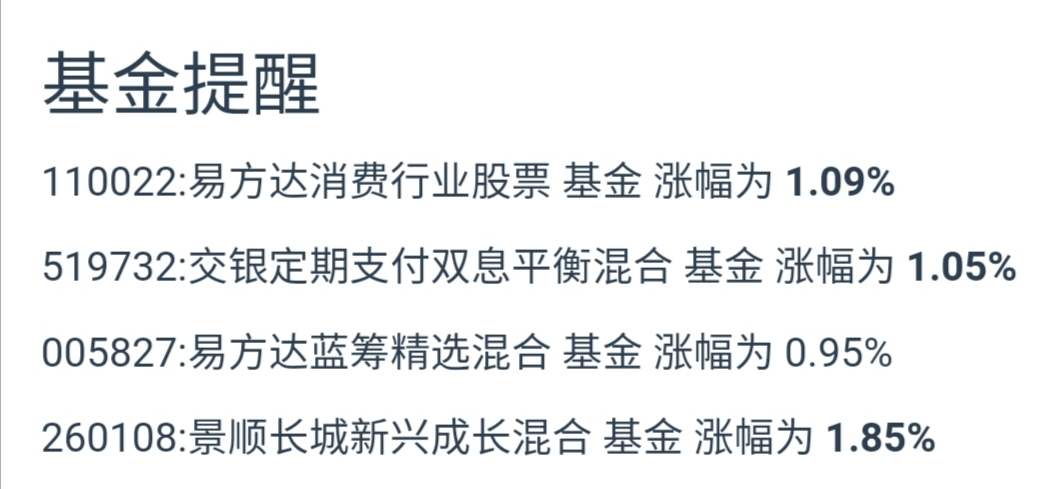 基金提醒
110022:易方达消费行业股票 基金 涨幅为 1.09%
519732:交银定期支付双息平衡混合 基金 涨幅为 1.05%
005827:易方达蓝筹精选混合 基金 涨幅为 0.95%
260108:景顺长城新兴成长混合 基金 涨幅为 1.85%